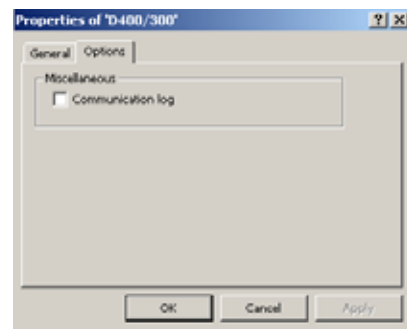 Properties of 'D400/300'
General Options
Miscellaneous
Communication log
OK Cancel Apply